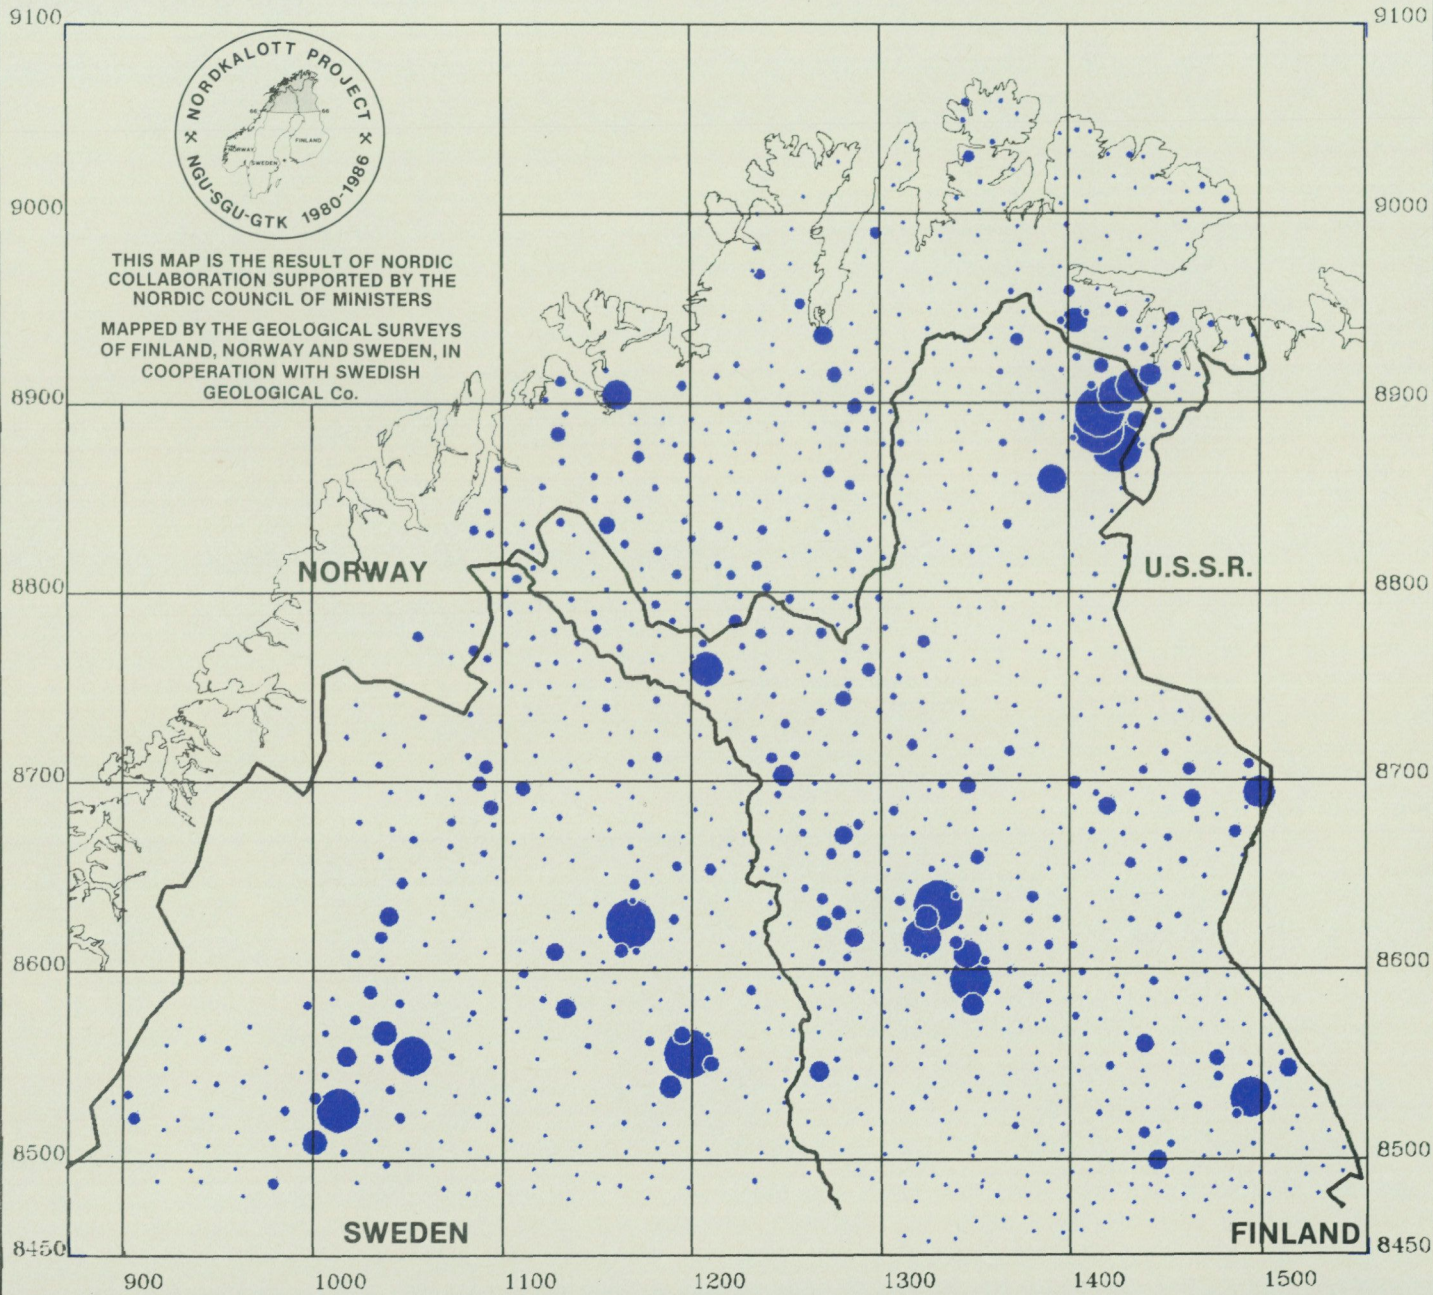 9100
9100
NORDKALOTT PROJECT
66
66
NORWAY
SWEDEN
FINLAND
NGU-SGU-GTK 1980-1986
9000
9000
THIS MAP IS THE RESULT OF NORDIC
COLLABORATION SUPPORTED BY THE
NORDIC COUNCIL OF MINISTERS
MAPPED BY THE GEOLOGICAL SURVEYS
OF FINLAND, NORWAY AND SWEDEN, IN
COOPERATION WITH SWEDISH
GEOLOGICAL Co.
8900
8900
NORWAY
U.S.S.R.
8800
8800
8700
8700
8600
8600
8500
8500
SWEDEN
FINLAND
8450
8450
900
1000
1100
1200
1300
1400
1500